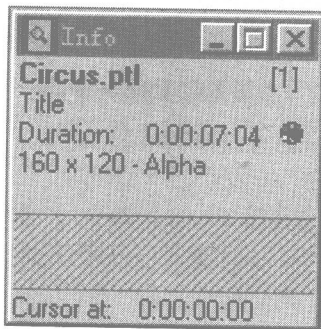 Info
Circus.ptl [1]
Title
Duration: 0:00:07:04
160 x 120 - Alpha
Cursor at: 0:00:00:00